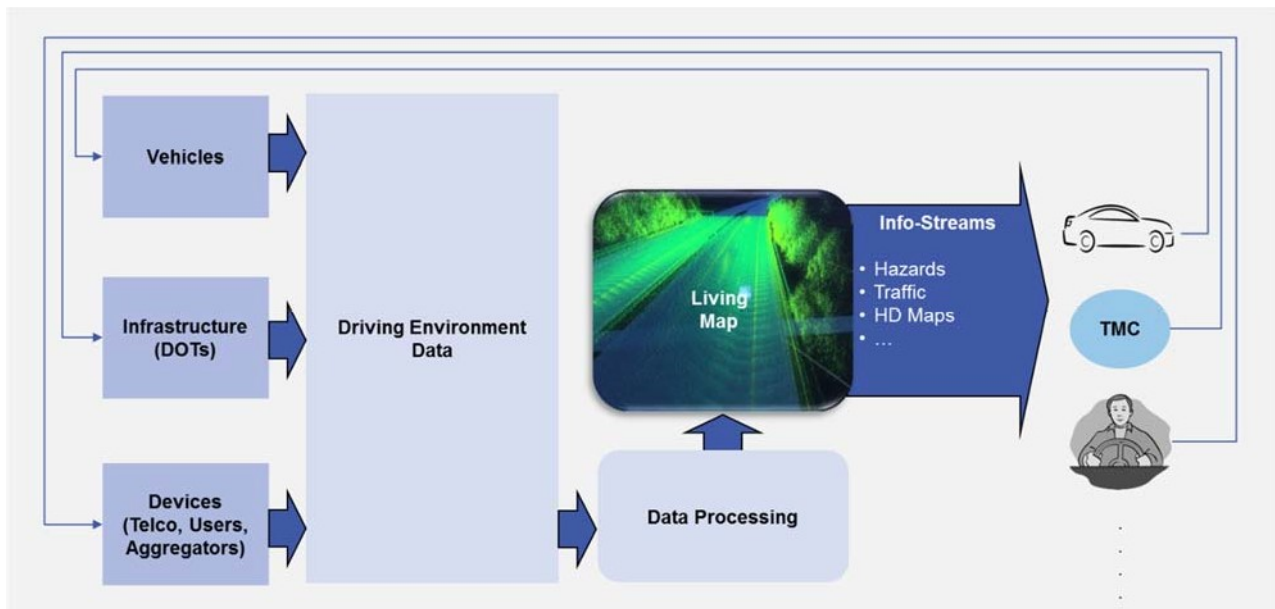 Vehicles
Infrastructure
(DOTs)
Devices
(Telco, Users,
Aggregators)
Driving Environment
Data
Living
Map
Data Processing
Info-Streams
• Hazards
• Traffic
• HD Maps
• ...
TMC